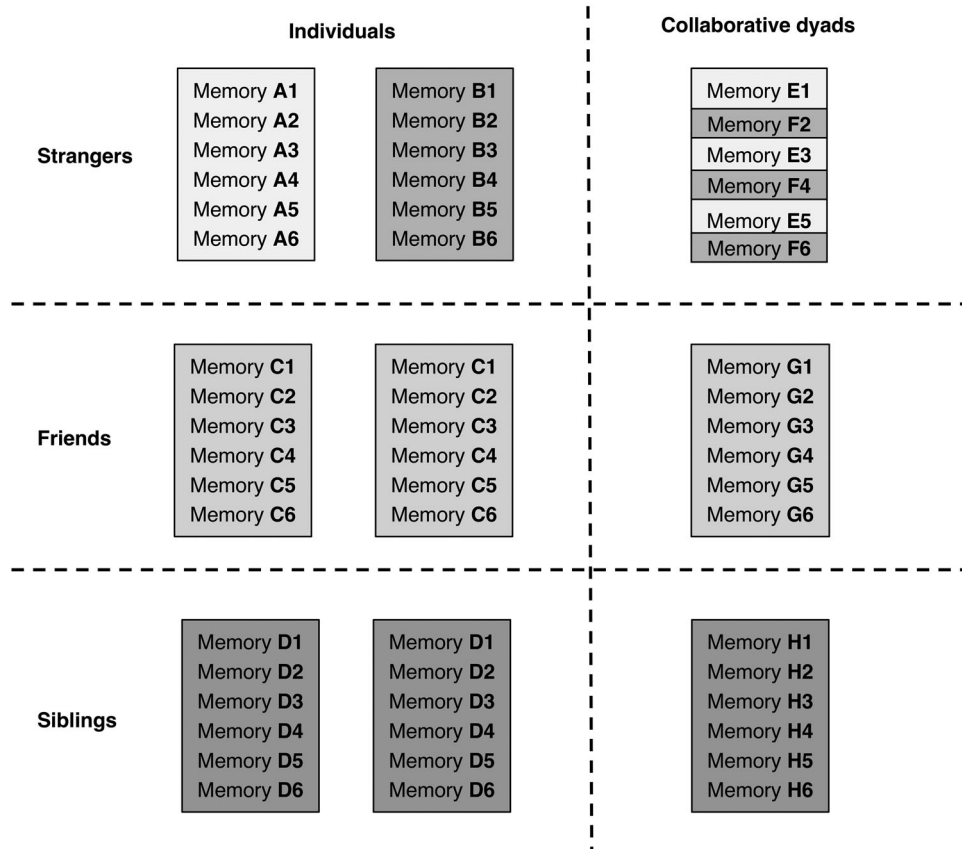 Individuals
Collaborative dyads
Strangers
Memory A1
Memory A2
Memory A3
Memory A4
Memory A5
Memory A6
Memory B1
Memory B2
Memory B3
Memory B4
Memory B5
Memory B6
Memory E1
Memory F2
Memory E3
Memory F4
Memory E5
Memory F6
Friends
Memory C1
Memory C2
Memory C3
Memory C4
Memory C5
Memory C6
Memory C1
Memory C2
Memory C3
Memory C4
Memory C5
Memory C6
Memory G1
Memory G2
Memory G3
Memory G4
Memory G5
Memory G6
Siblings
Memory D1
Memory D2
Memory D3
Memory D4
Memory D5
Memory D6
Memory D1
Memory D2
Memory D3
Memory D4
Memory D5
Memory D6
Memory H1
Memory H2
Memory H3
Memory H4
Memory H5
Memory H6